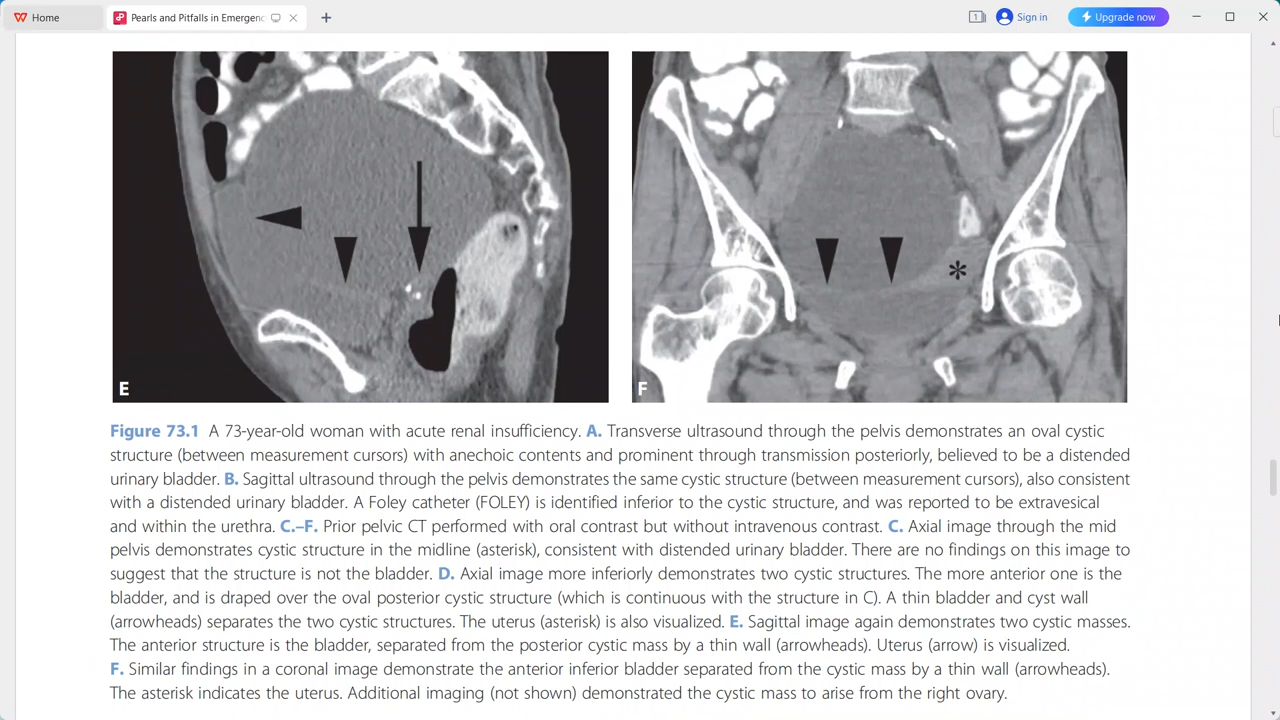 Home
Pearls and Pitfalls in Emergenc
1
Sign in
Upgrade now
E
F
*
Figure 73.1 A 73-year-old woman with acute renal insufficiency. A. Transverse ultrasound through the pelvis demonstrates an oval cystic
structure (between measurement cursors) with anechoic contents and prominent through transmission posteriorly, believed to be a distended
urinary bladder. B. Sagittal ultrasound through the pelvis demonstrates the same cystic structure (between measurement cursors), also consistent
with a distended urinary bladder. A Foley catheter (FOLEY) is identified inferior to the cystic structure, and was reported to be extravesical
and within the urethra. C.–F. Prior pelvic CT performed with oral contrast but without intravenous contrast. C. Axial image through the mid
pelvis demonstrates cystic structure in the midline (asterisk), consistent with distended urinary bladder. There are no findings on this image to
suggest that the structure is not the bladder. D. Axial image more inferiorly demonstrates two cystic structures. The more anterior one is the
bladder, and is draped over the oval posterior cystic structure (which is continuous with the structure in C). A thin bladder and cyst wall
(arrowheads) separates the two cystic structures. The uterus (asterisk) is also visualized. E. Sagittal image again demonstrates two cystic masses.
The anterior structure is the bladder, separated from the posterior cystic mass by a thin wall (arrowheads). Uterus (arrow) is visualized.
F. Similar findings in a coronal image demonstrate the anterior inferior bladder separated from the cystic mass by a thin wall (arrowheads).
The asterisk indicates the uterus. Additional imaging (not shown) demonstrated the cystic mass to arise from the right ovary.